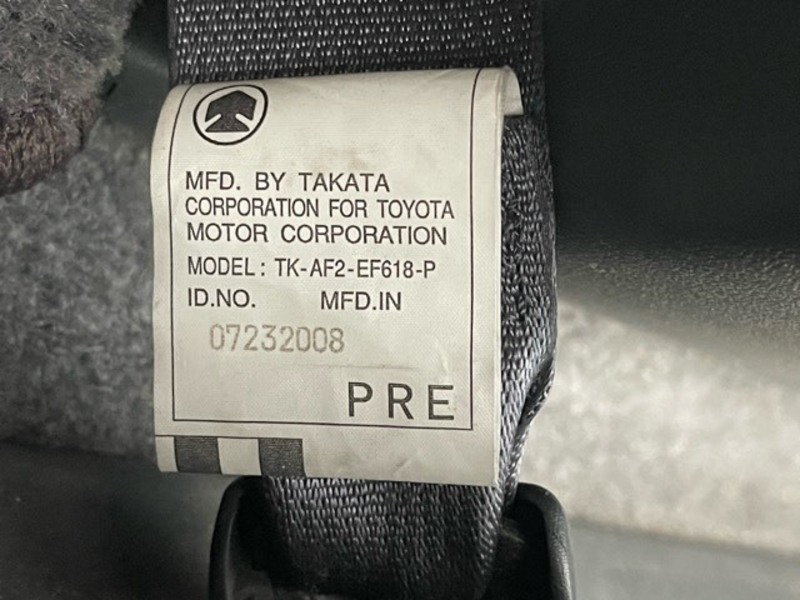 MFD. BY TAKATA
CORPORATION FOR TOYOTA
MOTOR CORPORATION
MODEL : TK-AF2-EF618-P
ID.NO. MFD.IN
07232008
PRE